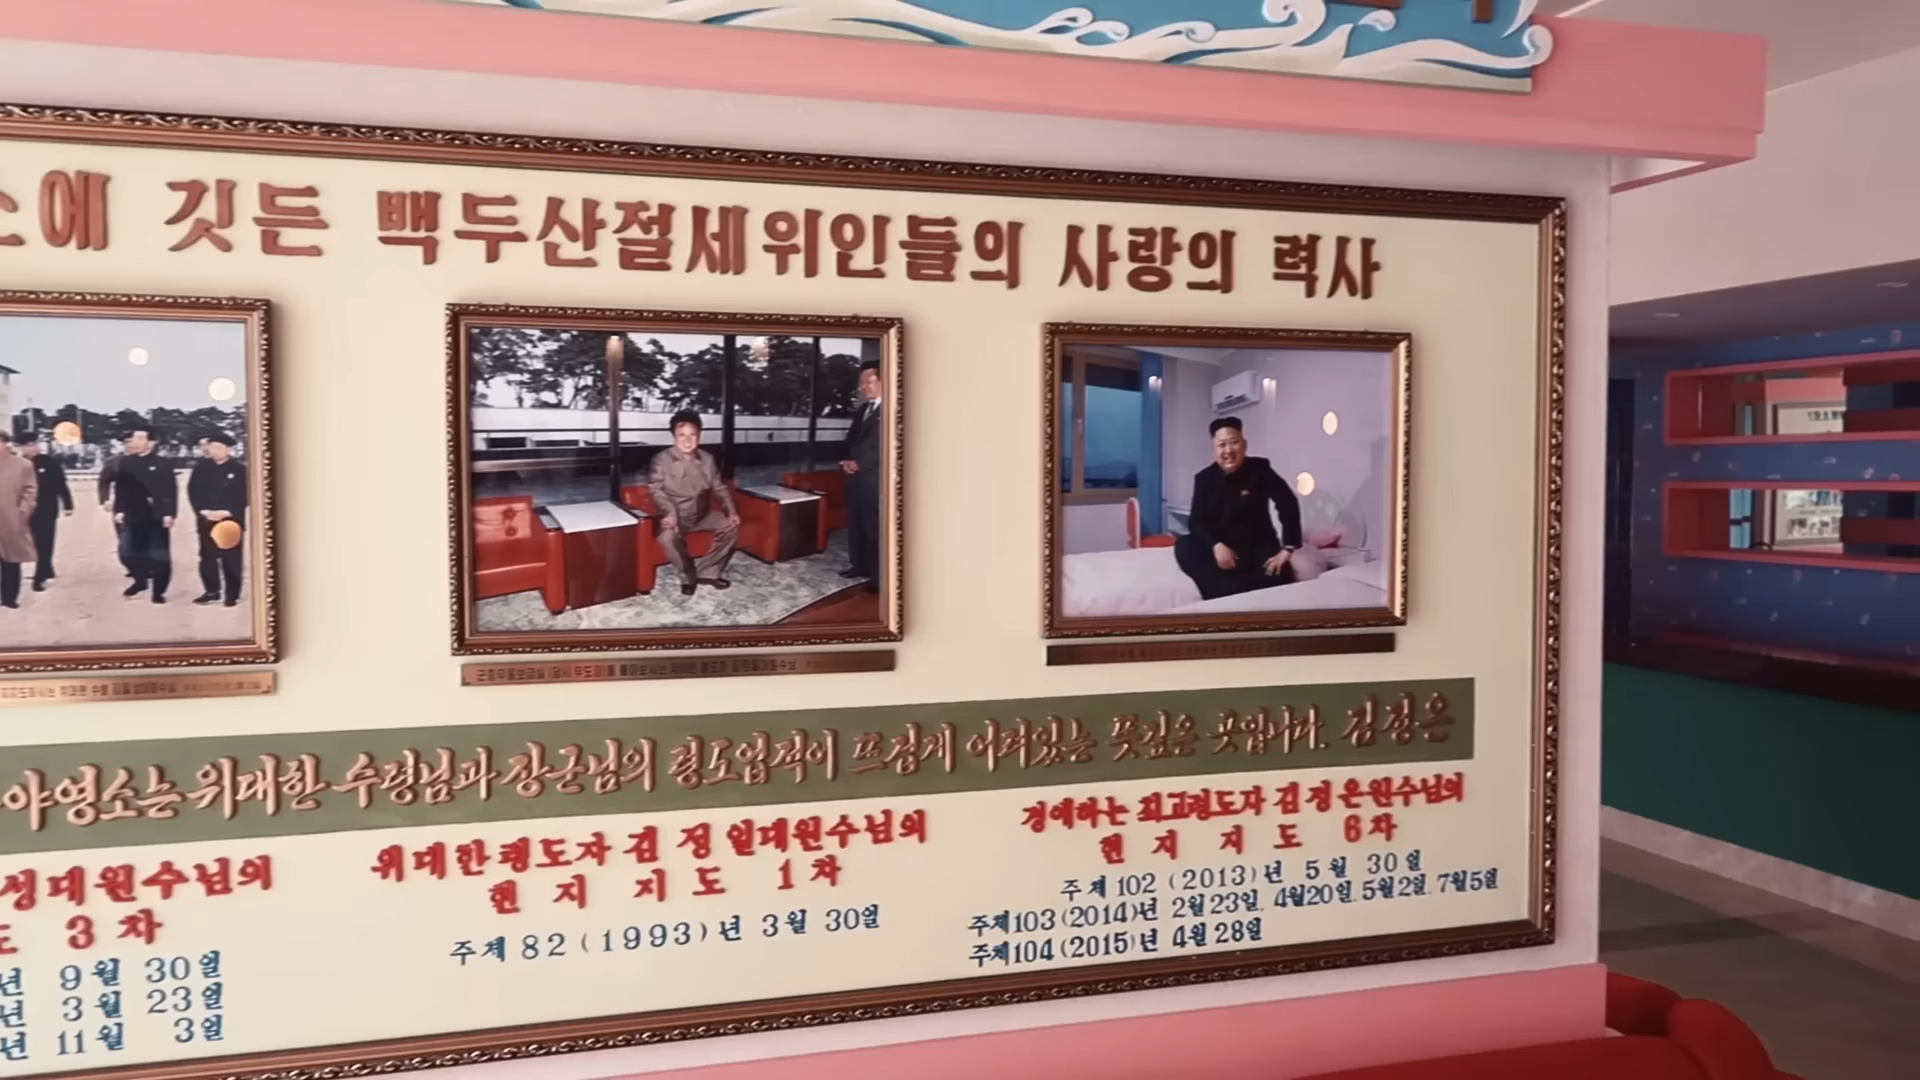 소에 깃든 백두산절세위인들의 사랑의 력사
야영소는 위대한 수령님과 장군님의 령도업적이 뜨겁게 어려있는 뜻깊은 곳입니다. 김정은
성대원수님의
도 3차
년 9월 30일
년 3월 23일
년 11월 3일
위대한 령도자 김정일대원수님의
현지지도 1차
주체 82 (1993)년 3월 30일
경애하는 최고령도자 김정은원수님의
현지지도 6차
주체102 (2013)년 5월 30일
주체103(2014)년 2월23일, 4월20일, 5월2일, 7월5일
주체104(2015)년 4월28일